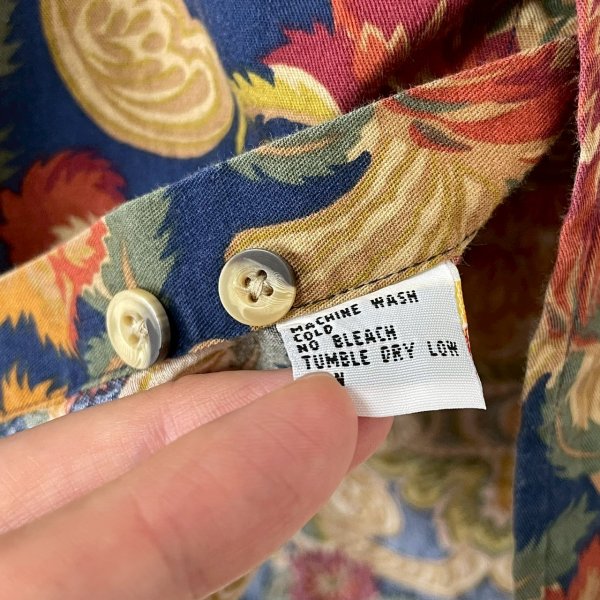 MACHINE WASH
COLD
NO BLEACH
TUMBLE DRY LOW